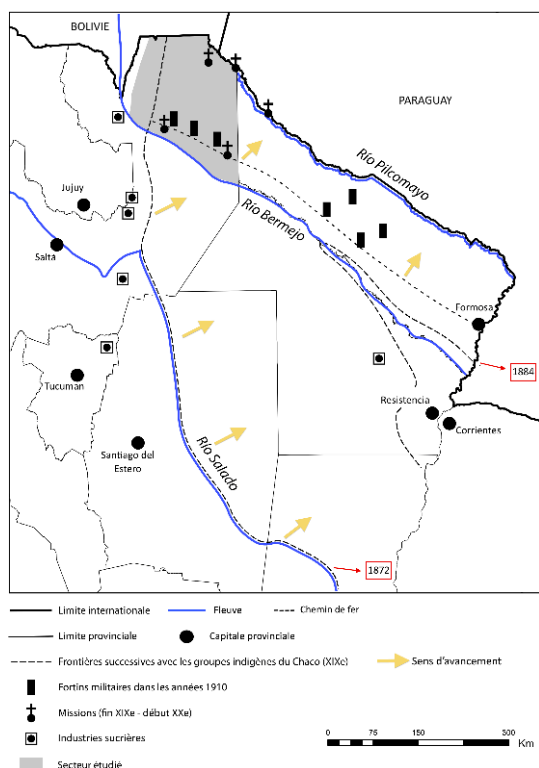 BOLIVIE
PARAGUAY
Río Pilcomayo
Jujuy
Río Bermejo
Salta
Formosa
1884
Tucuman
Resistencia
Corrientes
Santiago del
Estero
Río Salado
1872
Limite internationale
Fleuve
Chemin de fer
Limite provinciale
Capitale provinciale
Frontières successives avec les groupes indigènes du Chaco (XIXe)
Sens d'avancement
Fortins militaires dans les années 1910
Missions (fin XIXe - début XXe)
Industries sucrières
0 75 150 300
Km
Secteur étudié